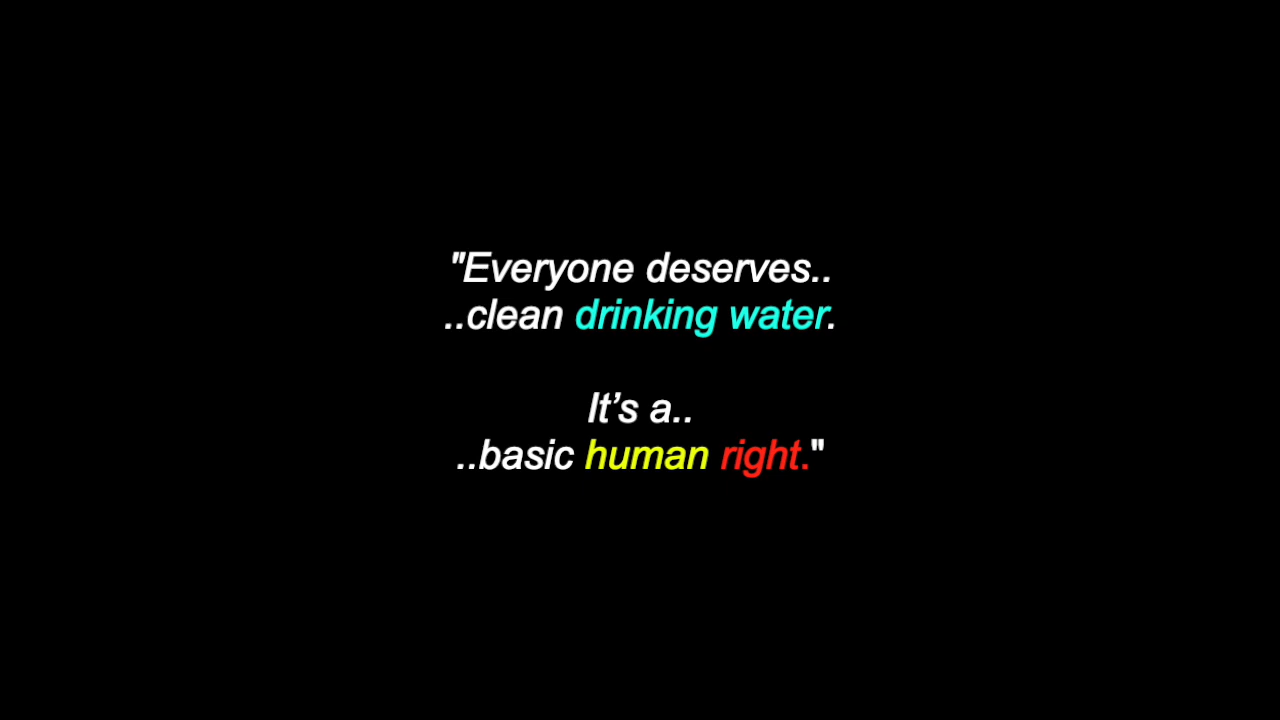 "Everyone deserves..
..clean drinking water.
It’s a..
..basic human right."